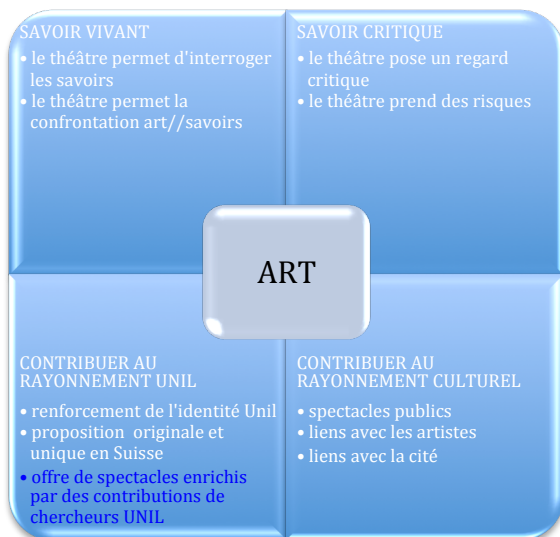 SAVOIR VIVANT
• le théâtre permet d'interroger
les savoirs
• le théâtre permet la
confrontation art//savoirs
SAVOIR CRITIQUE
• le théâtre pose un regard
critique
• le théâtre prend des risques
ART
CONTRIBUER AU
RAYONNEMENT UNIL
• renforcement de l'identité Unil
• proposition originale et
unique en Suisse
• offre de spectacles enrichis
par des contributions de
chercheurs UNIL
CONTRIBUER AU
RAYONNEMENT CULTUREL
• spectacles publics
• liens avec les artistes
• liens avec la cité